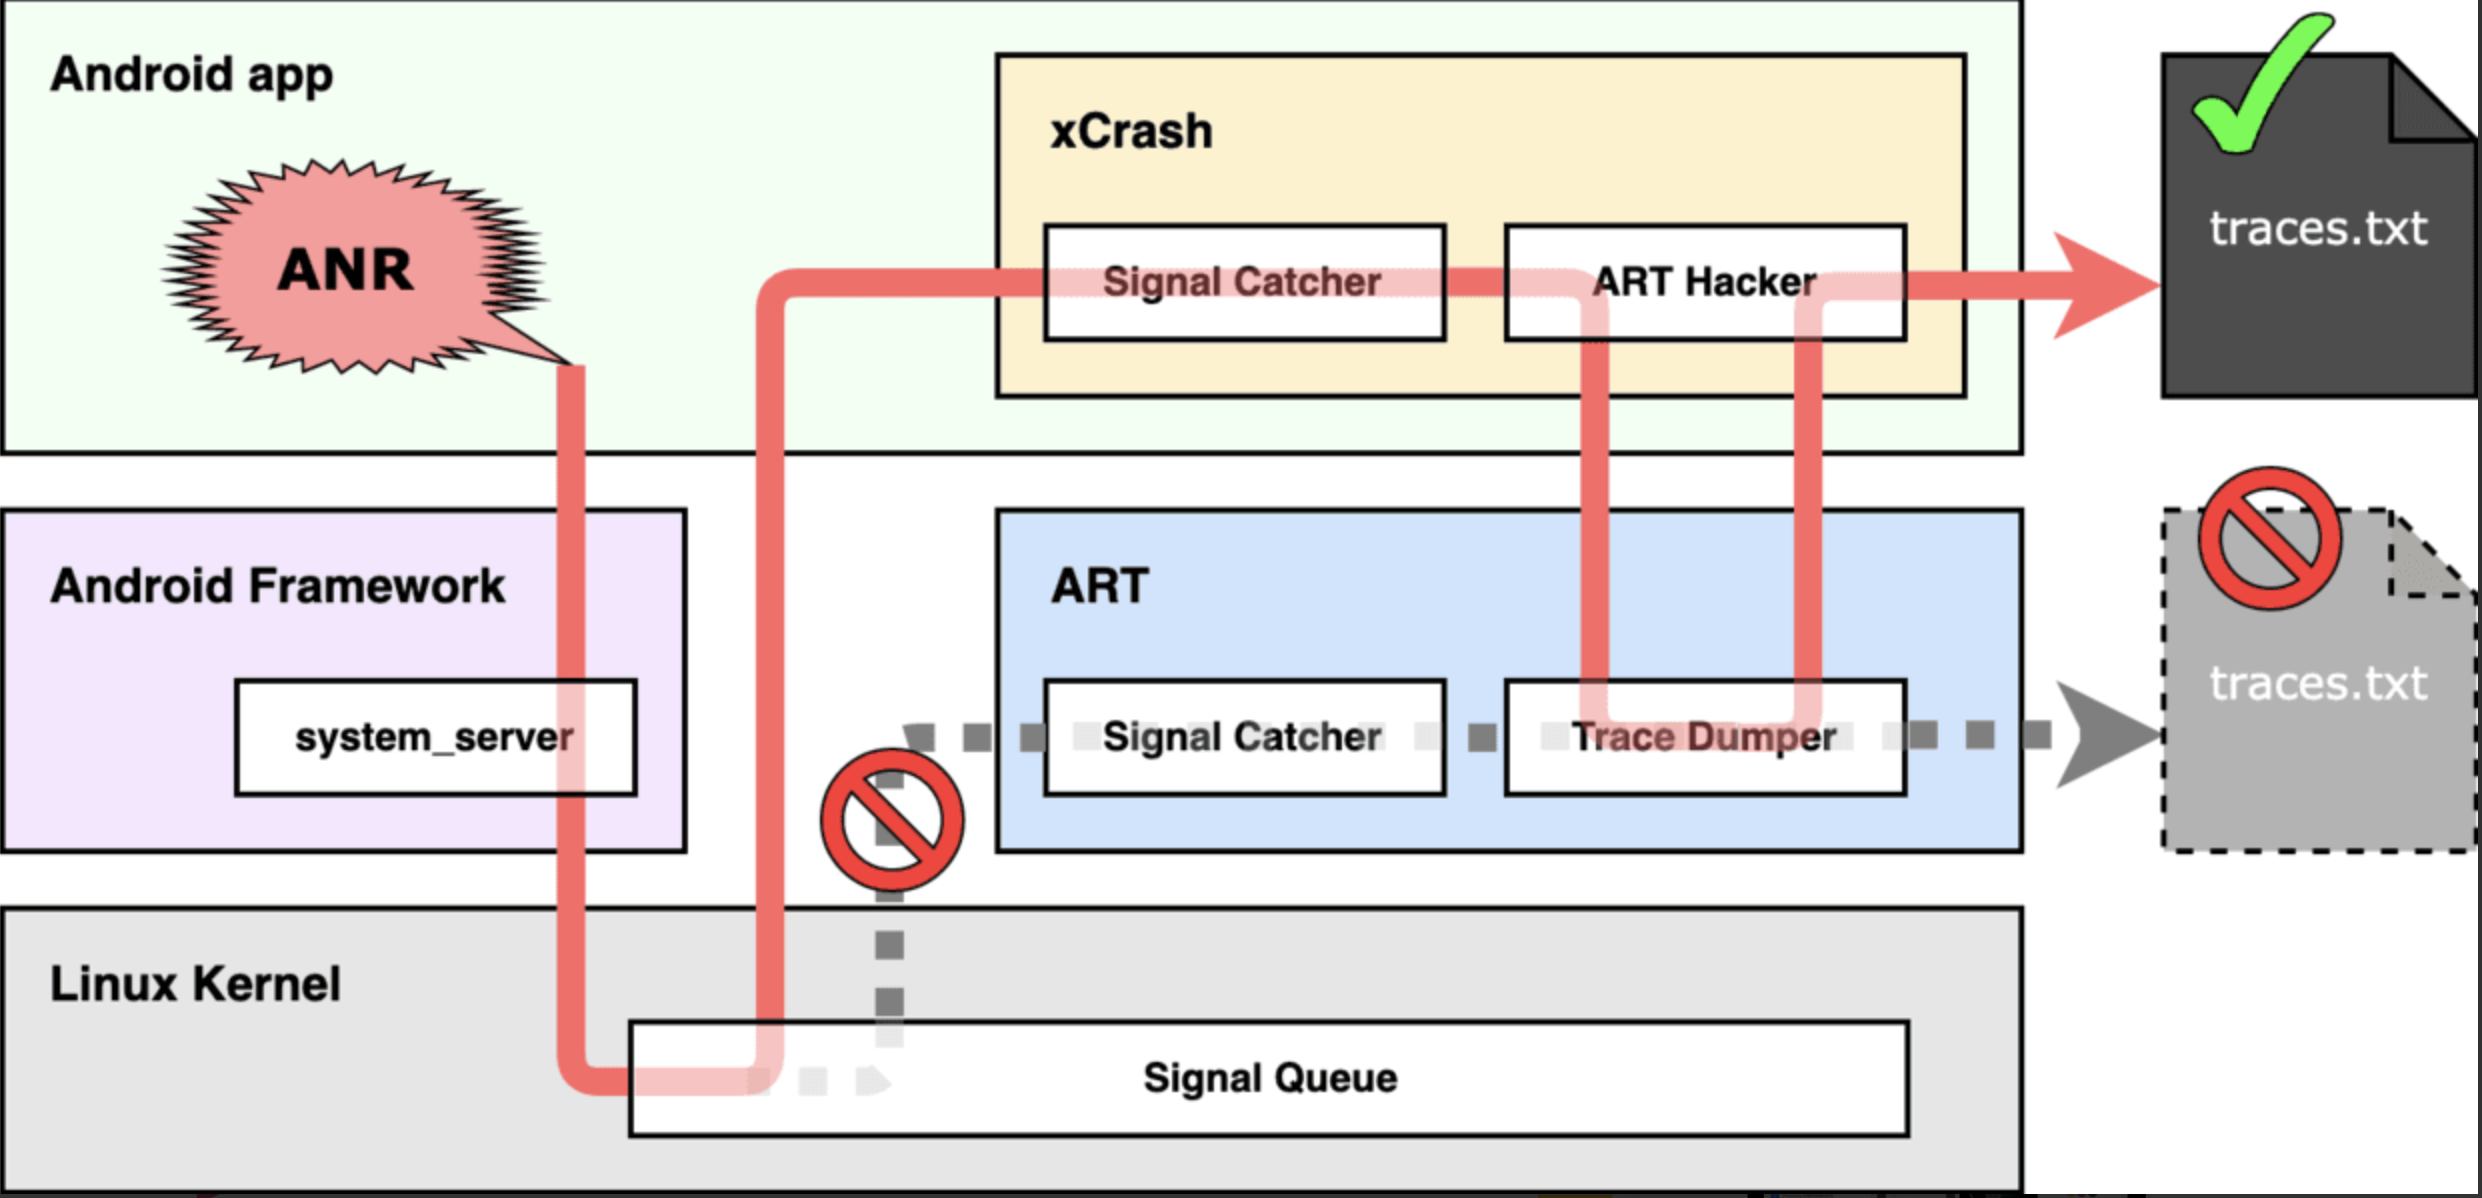 Android app
xCrash
ANR
Signal Catcher
ART Hacker
traces.txt
Android Framework
ART
system_server
Signal Catcher
Trace Dumper
traces.txt
Linux Kernel
Signal Queue